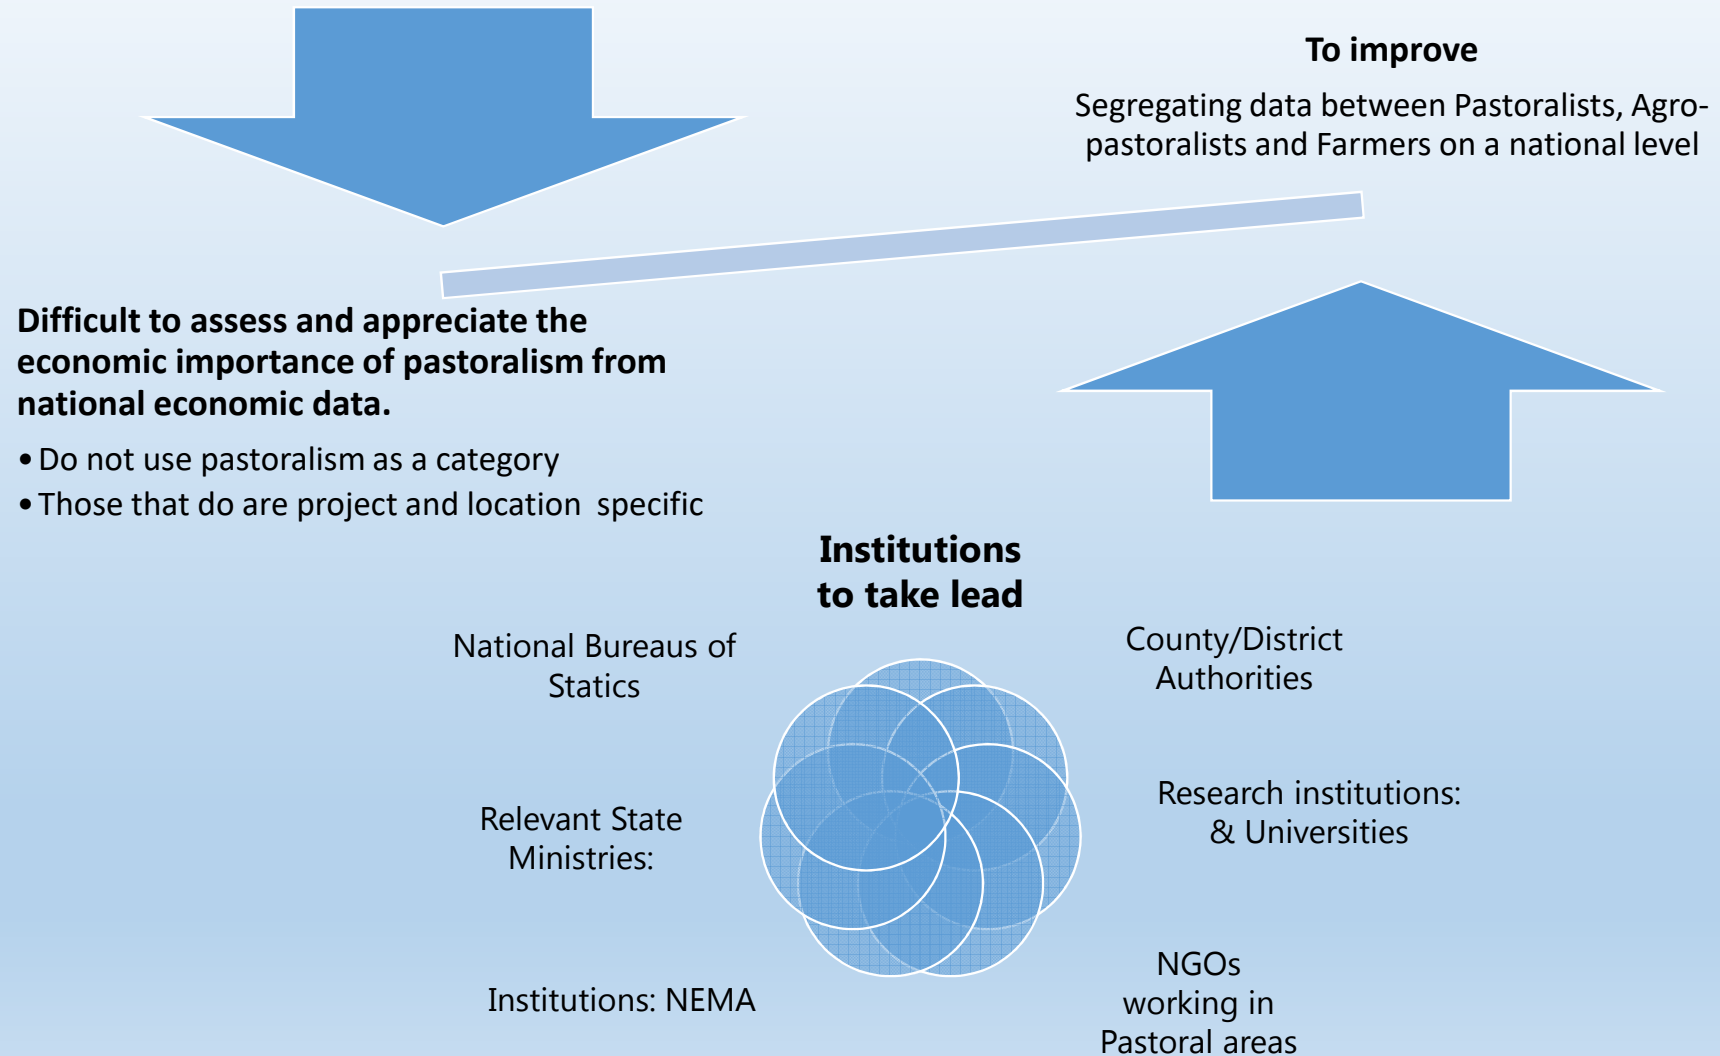 To improve
Segregating data between Pastoralists, Agro-
pastoralists and Farmers on a national level
Difficult to assess and appreciate the
economic importance of pastoralism from
national economic data.
• Do not use pastoralism as a category
• Those that do are project and location  specific
Institutions
to take lead
National Bureaus of
Statics
County/District
Authorities
Relevant State
Ministries:
Research institutions:
& Universities
Institutions: NEMA
NGOs
working in
Pastoral areas